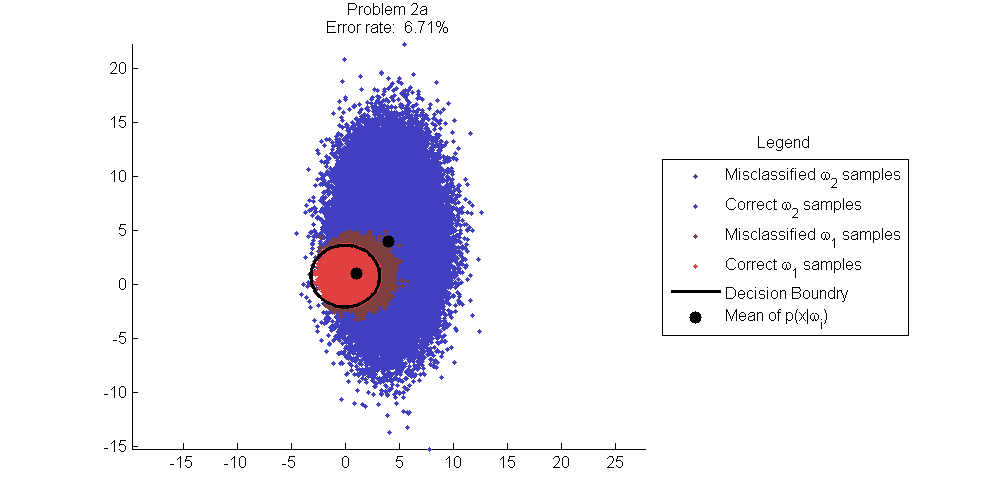 Problem 2a
Error rate: 6.71%
20
15
10
5
0
-5
-10
-15
-15
-10
-5
0
5
10
15
20
25
Legend
Misclassified ω2 samples
Correct ω2 samples
Misclassified ω1 samples
Correct ω1 samples
Decision Boundry
Mean of p(x|ωi)